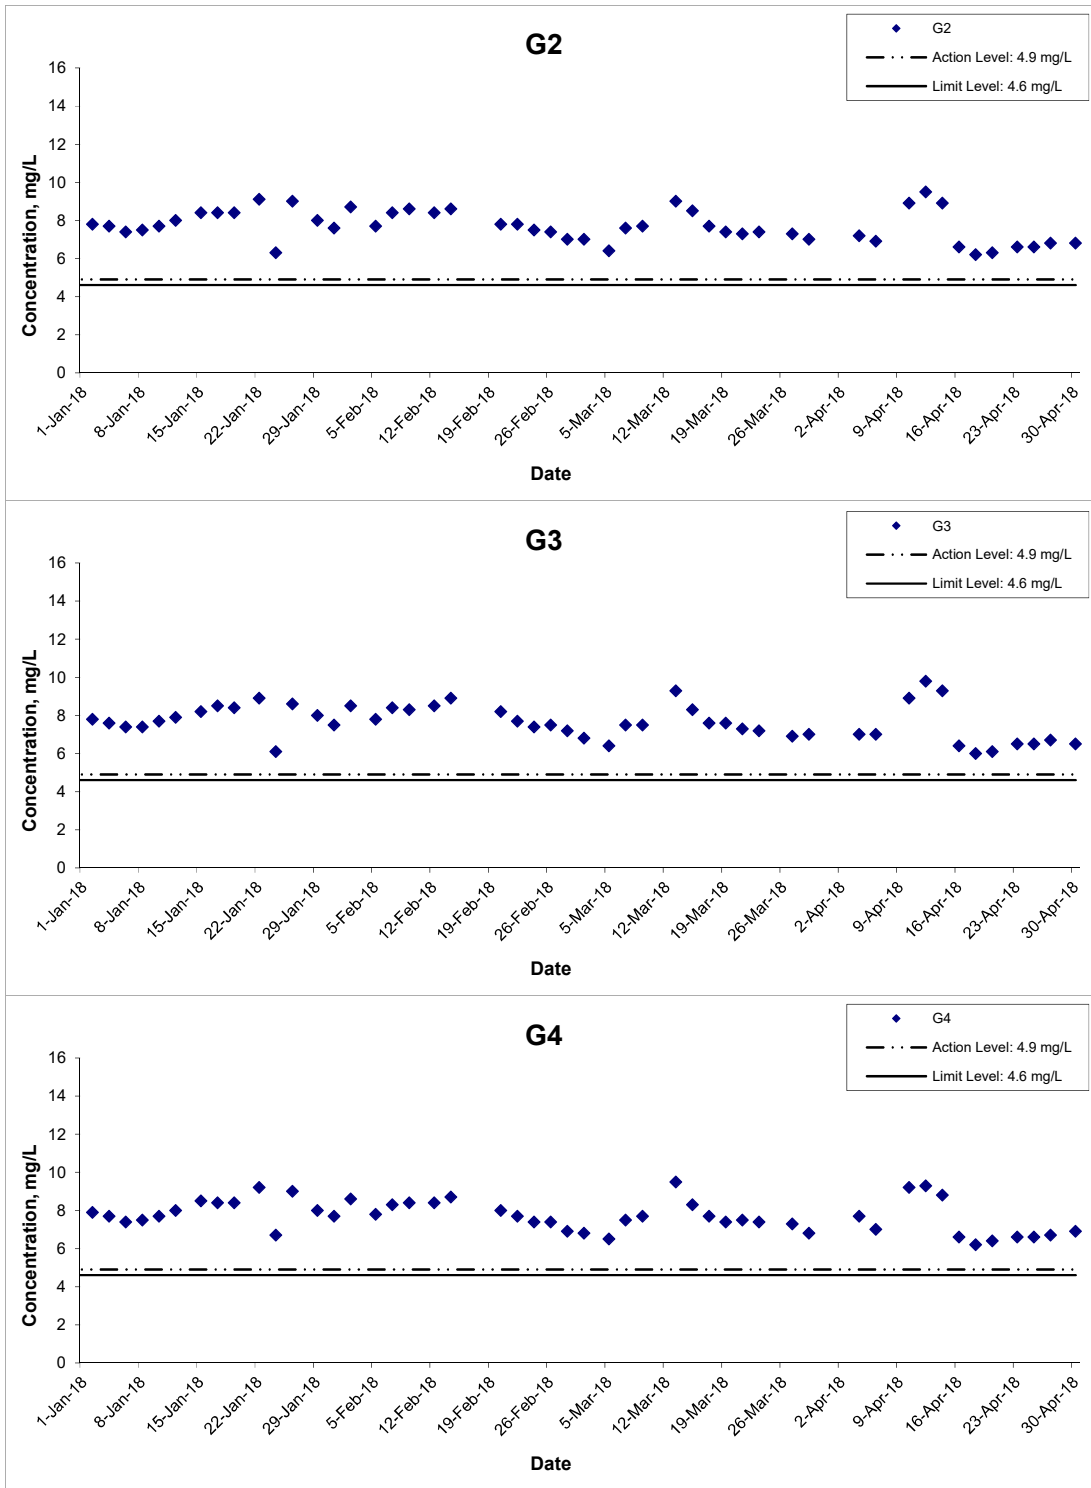 G2
G2
Action Level: 4.9 mg/L
Limit Level: 4.6 mg/L
Concentration, mg/L
16
14
12
10
8
6
4
2
0
1-Jan-18
8-Jan-18
15-Jan-18
22-Jan-18
29-Jan-18
5-Feb-18
12-Feb-18
19-Feb-18
26-Feb-18
5-Mar-18
12-Mar-18
19-Mar-18
26-Mar-18
2-Apr-18
9-Apr-18
16-Apr-18
23-Apr-18
30-Apr-18
Date
G3
G3
Action Level: 4.9 mg/L
Limit Level: 4.6 mg/L
Concentration, mg/L
16
14
12
10
8
6
4
2
0
1-Jan-18
8-Jan-18
15-Jan-18
22-Jan-18
29-Jan-18
5-Feb-18
12-Feb-18
19-Feb-18
26-Feb-18
5-Mar-18
12-Mar-18
19-Mar-18
26-Mar-18
2-Apr-18
9-Apr-18
16-Apr-18
23-Apr-18
30-Apr-18
Date
G4
G4
Action Level: 4.9 mg/L
Limit Level: 4.6 mg/L
Concentration, mg/L
16
14
12
10
8
6
4
2
0
1-Jan-18
8-Jan-18
15-Jan-18
22-Jan-18
29-Jan-18
5-Feb-18
12-Feb-18
19-Feb-18
26-Feb-18
5-Mar-18
12-Mar-18
19-Mar-18
26-Mar-18
2-Apr-18
9-Apr-18
16-Apr-18
23-Apr-18
30-Apr-18
Date